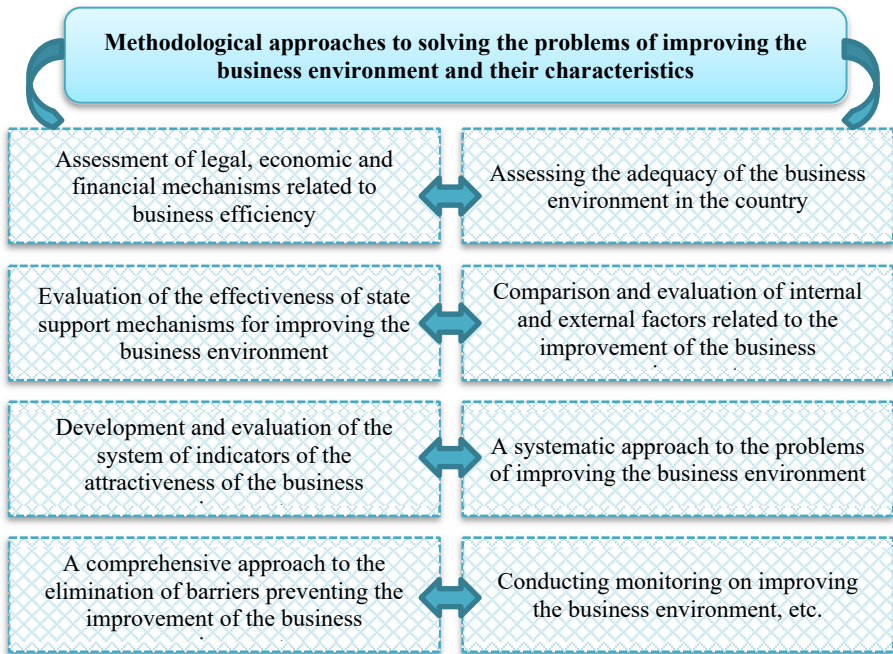 Methodological approaches to solving the problems of improving the
business environment and their characteristics
Assessment of legal, economic and
financial mechanisms related to
business efficiency
Assessing the adequacy of the business
environment in the country
Evaluation of the effectiveness of state
support mechanisms for improving the
business environment
Comparison and evaluation of internal
and external factors related to the
improvement of the business
Development and evaluation of the
system of indicators of the
attractiveness of the business
A systematic approach to the problems
of improving the business environment
A comprehensive approach to the
elimination of barriers preventing the
improvement of the business
Conducting monitoring on improving
the business environment, etc.